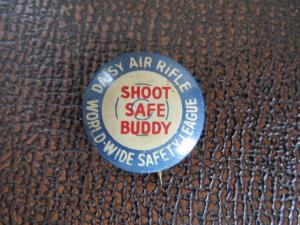 DAISY AIR RIFLE
SHOOT
SAFE
BUDDY
WORLD-WIDE SAFETY LEAGUE